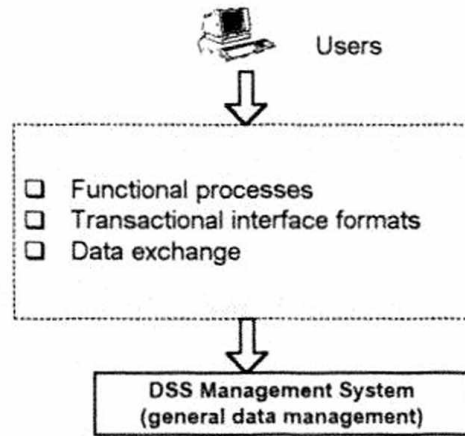 Users
Functional processes
Transactional interface formats
Data exchange
DSS Management System
(general data management)